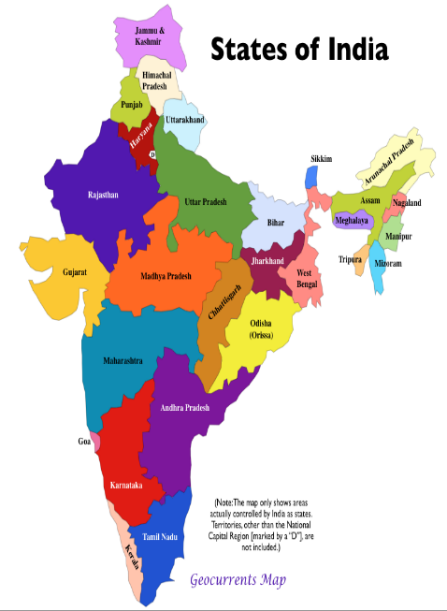 States of India
Jammu &
Kashmir
Himachal
Pradesh
Punjab
Uttarakhand
Haryana
D
Rajasthan
Uttar Pradesh
Sikkim
Arunachal Pradesh
Assam
Nagaland
Meghalaya
Manipur
Bihar
Tripura
Mizoram
Jharkhand
West
Bengal
Gujarat
Madhya Pradesh
Chhattisgarh
Odisha
(Orissa)
Maharashtra
Andhra Pradesh
Goa
Karnataka
Tamil Nadu
Kerala
(Note: The map only shows areas
actually controlled by India as states.
Territories, other than the National
Capital Region [marked by a "D"], are
not included.)
Geocurrents Map